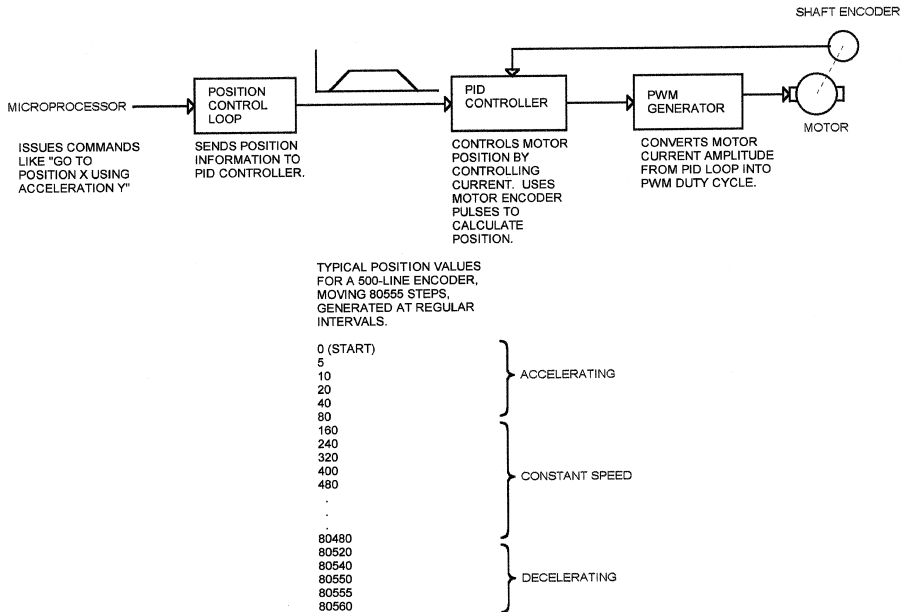 SHAFT ENCODER
MICROPROCESSOR
POSITION
CONTROL
LOOP
PID
CONTROLLER
PWM
GENERATOR
MOTOR
ISSUES COMMANDS
LIKE "GO TO
POSITION X USING
ACCELERATION Y"
SENDS POSITION
INFORMATION TO
PID CONTROLLER.
CONTROLS MOTOR
POSITION BY
CONTROLLING
CURRENT. USES
MOTOR ENCODER
PULSES TO
CALCULATE
POSITION.
CONVERTS MOTOR
CURRENT AMPLITUDE
FROM PID LOOP INTO
PWM DUTY CYCLE.
TYPICAL POSITION VALUES
FOR A 500-LINE ENCODER,
MOVING 80555 STEPS,
GENERATED AT REGULAR
INTERVALS.
0 (START)
5
10
20
40
80
ACCELERATING
160
240
320
400
480
.
.
.
80480
CONSTANT SPEED
80520
80540
80550
80555
80560
DECELERATING